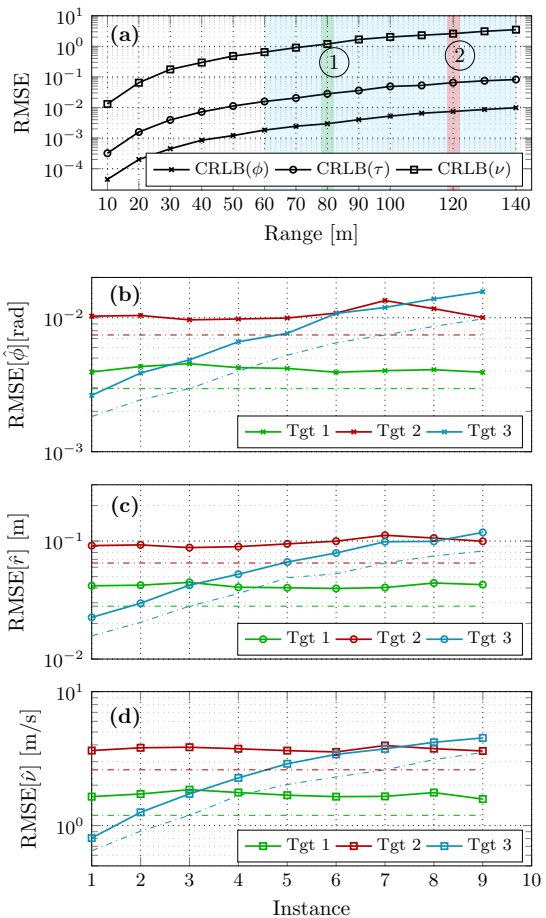 (a)
RMSE
10^1
10^0
10^{-1}
10^{-2}
10^{-3}
10^{-4}
1
2
CRLB(ϕ) CRLB(τ) CRLB(ν)
10 20 30 40 50 60 70 80 90 100 120 140
Range [m]
(b)
RMSE[ϕ̂][rad]
10^{-2}
10^{-3}
Tgt 1 Tgt 2 Tgt 3
(c)
RMSE[r̂] [m]
10^{-1}
10^{-2}
Tgt 1 Tgt 2 Tgt 3
(d)
RMSE[ν̂] [m/s]
10^1
10^0
Tgt 1 Tgt 2 Tgt 3
1 2 3 4 5 6 7 8 9 10
Instance